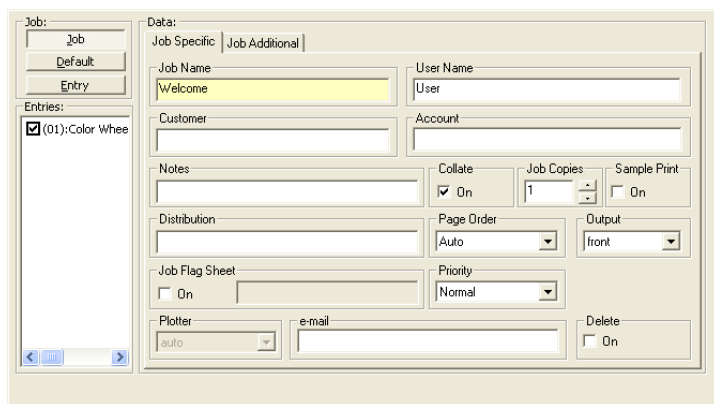 Job:
Job
Default
Entry
Entries:
(01):Color Whee
Data:
Job Specific Job Additional
Job Name User Name
Welcome User
Customer Account
Notes Collate Job Copies Sample Print
On 1 On
Distribution Page Order Output
Auto front
Job Flag Sheet Priority
On Normal
Plotter e-mail Delete
auto On